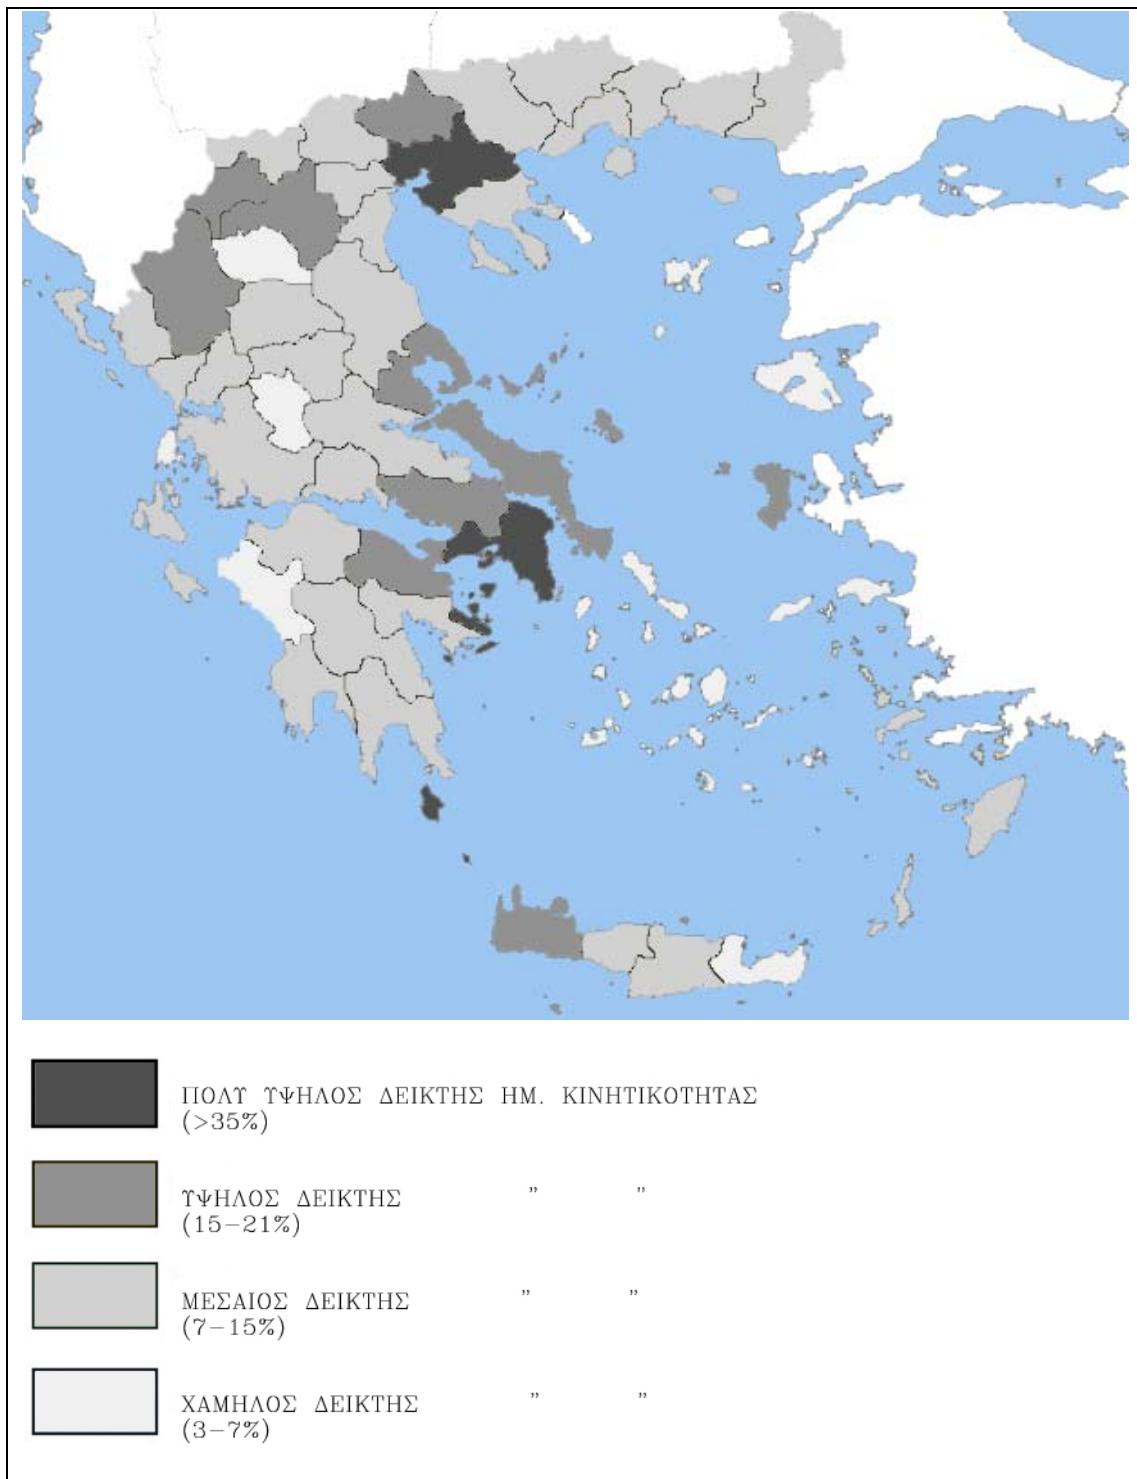 ΠΟΛΥ ΥΨΗΛΟΣ ΔΕΙΚΤΗΣ ΗΜ. ΚΙΝΗΤΙΚΟΤΗΤΑΣ
(>35%)
ΥΨΗΛΟΣ ΔΕΙΚΤΗΣ " "
(15-21%)
ΜΕΣΑΙΟΣ ΔΕΙΚΤΗΣ " "
(7-15%)
ΧΑΜΗΛΟΣ ΔΕΙΚΤΗΣ " "
(3-7%)